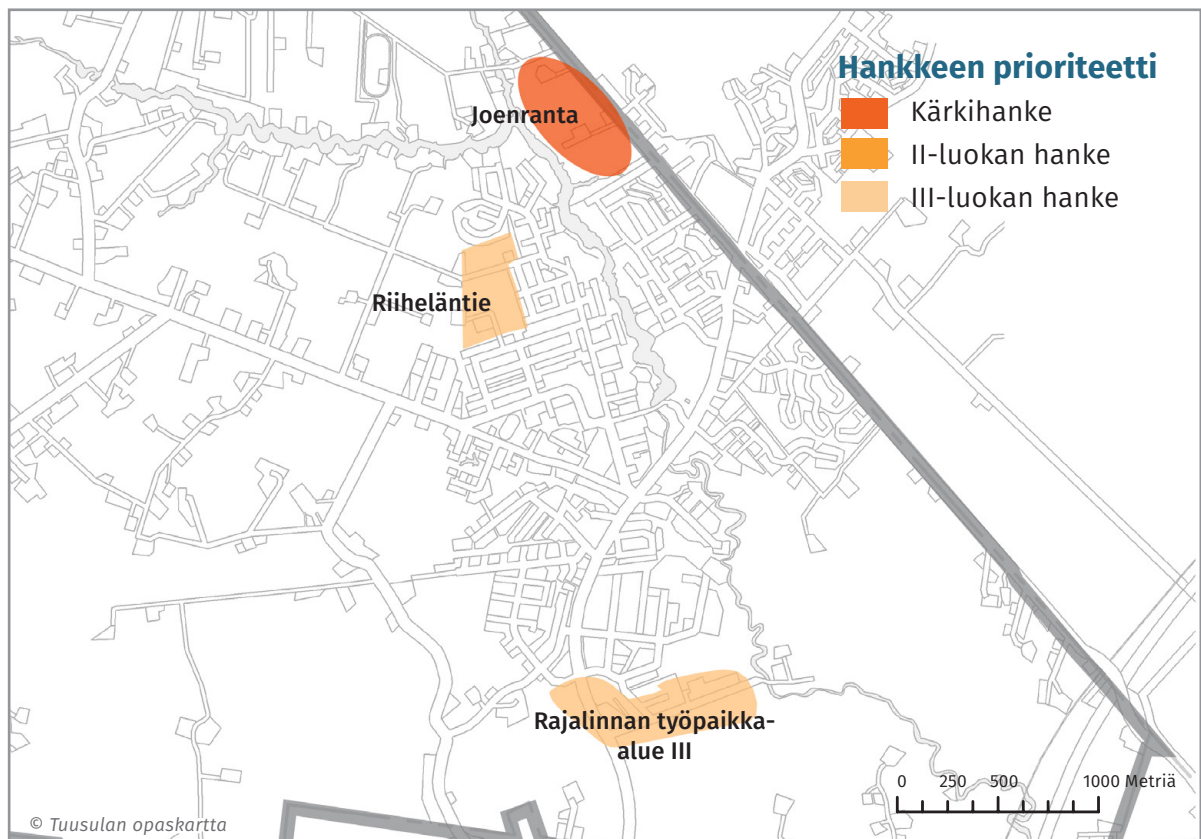 Hankkeen prioriteetti
Kärkihanke
II-luokan hanke
III-luokan hanke
Joenranta
Riiheläntie
Rajalinnan työpaikka-
alue III
0 250 500 1000 Metriä
© Tuusulan opaskartta